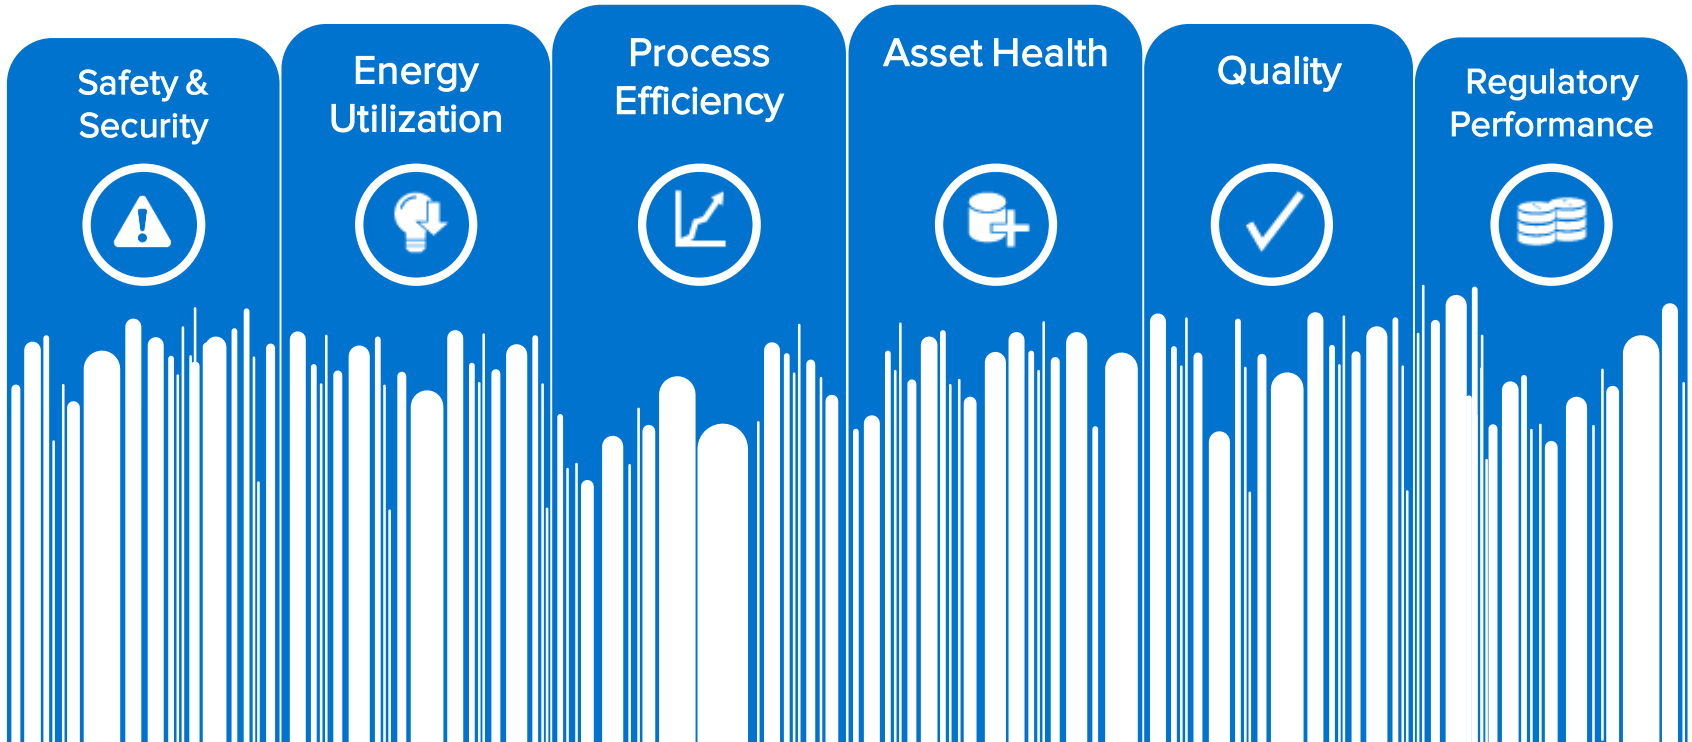 Safety &
Security
Energy
Utilization
Process
Efficiency
Asset Health
Quality
Regulatory
Performance